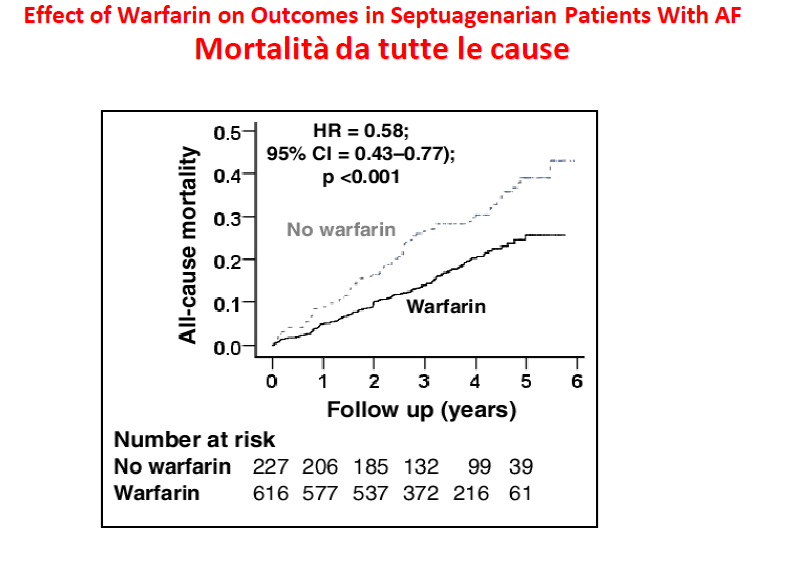 Effect of Warfarin on Outcomes in Septuagenarian Patients With AF
Mortalità da tutte le cause
HR = 0.58;
95% CI = 0.43–0.77);
p <0.001
All-cause mortality
0.5
0.4
0.3
0.2
0.1
0.0
No warfarin
Warfarin
0 1 2 3 4 5 6
Follow up (years)
Number at risk
No warfarin 227 206 185 132 99 39
Warfarin 616 577 537 372 216 61